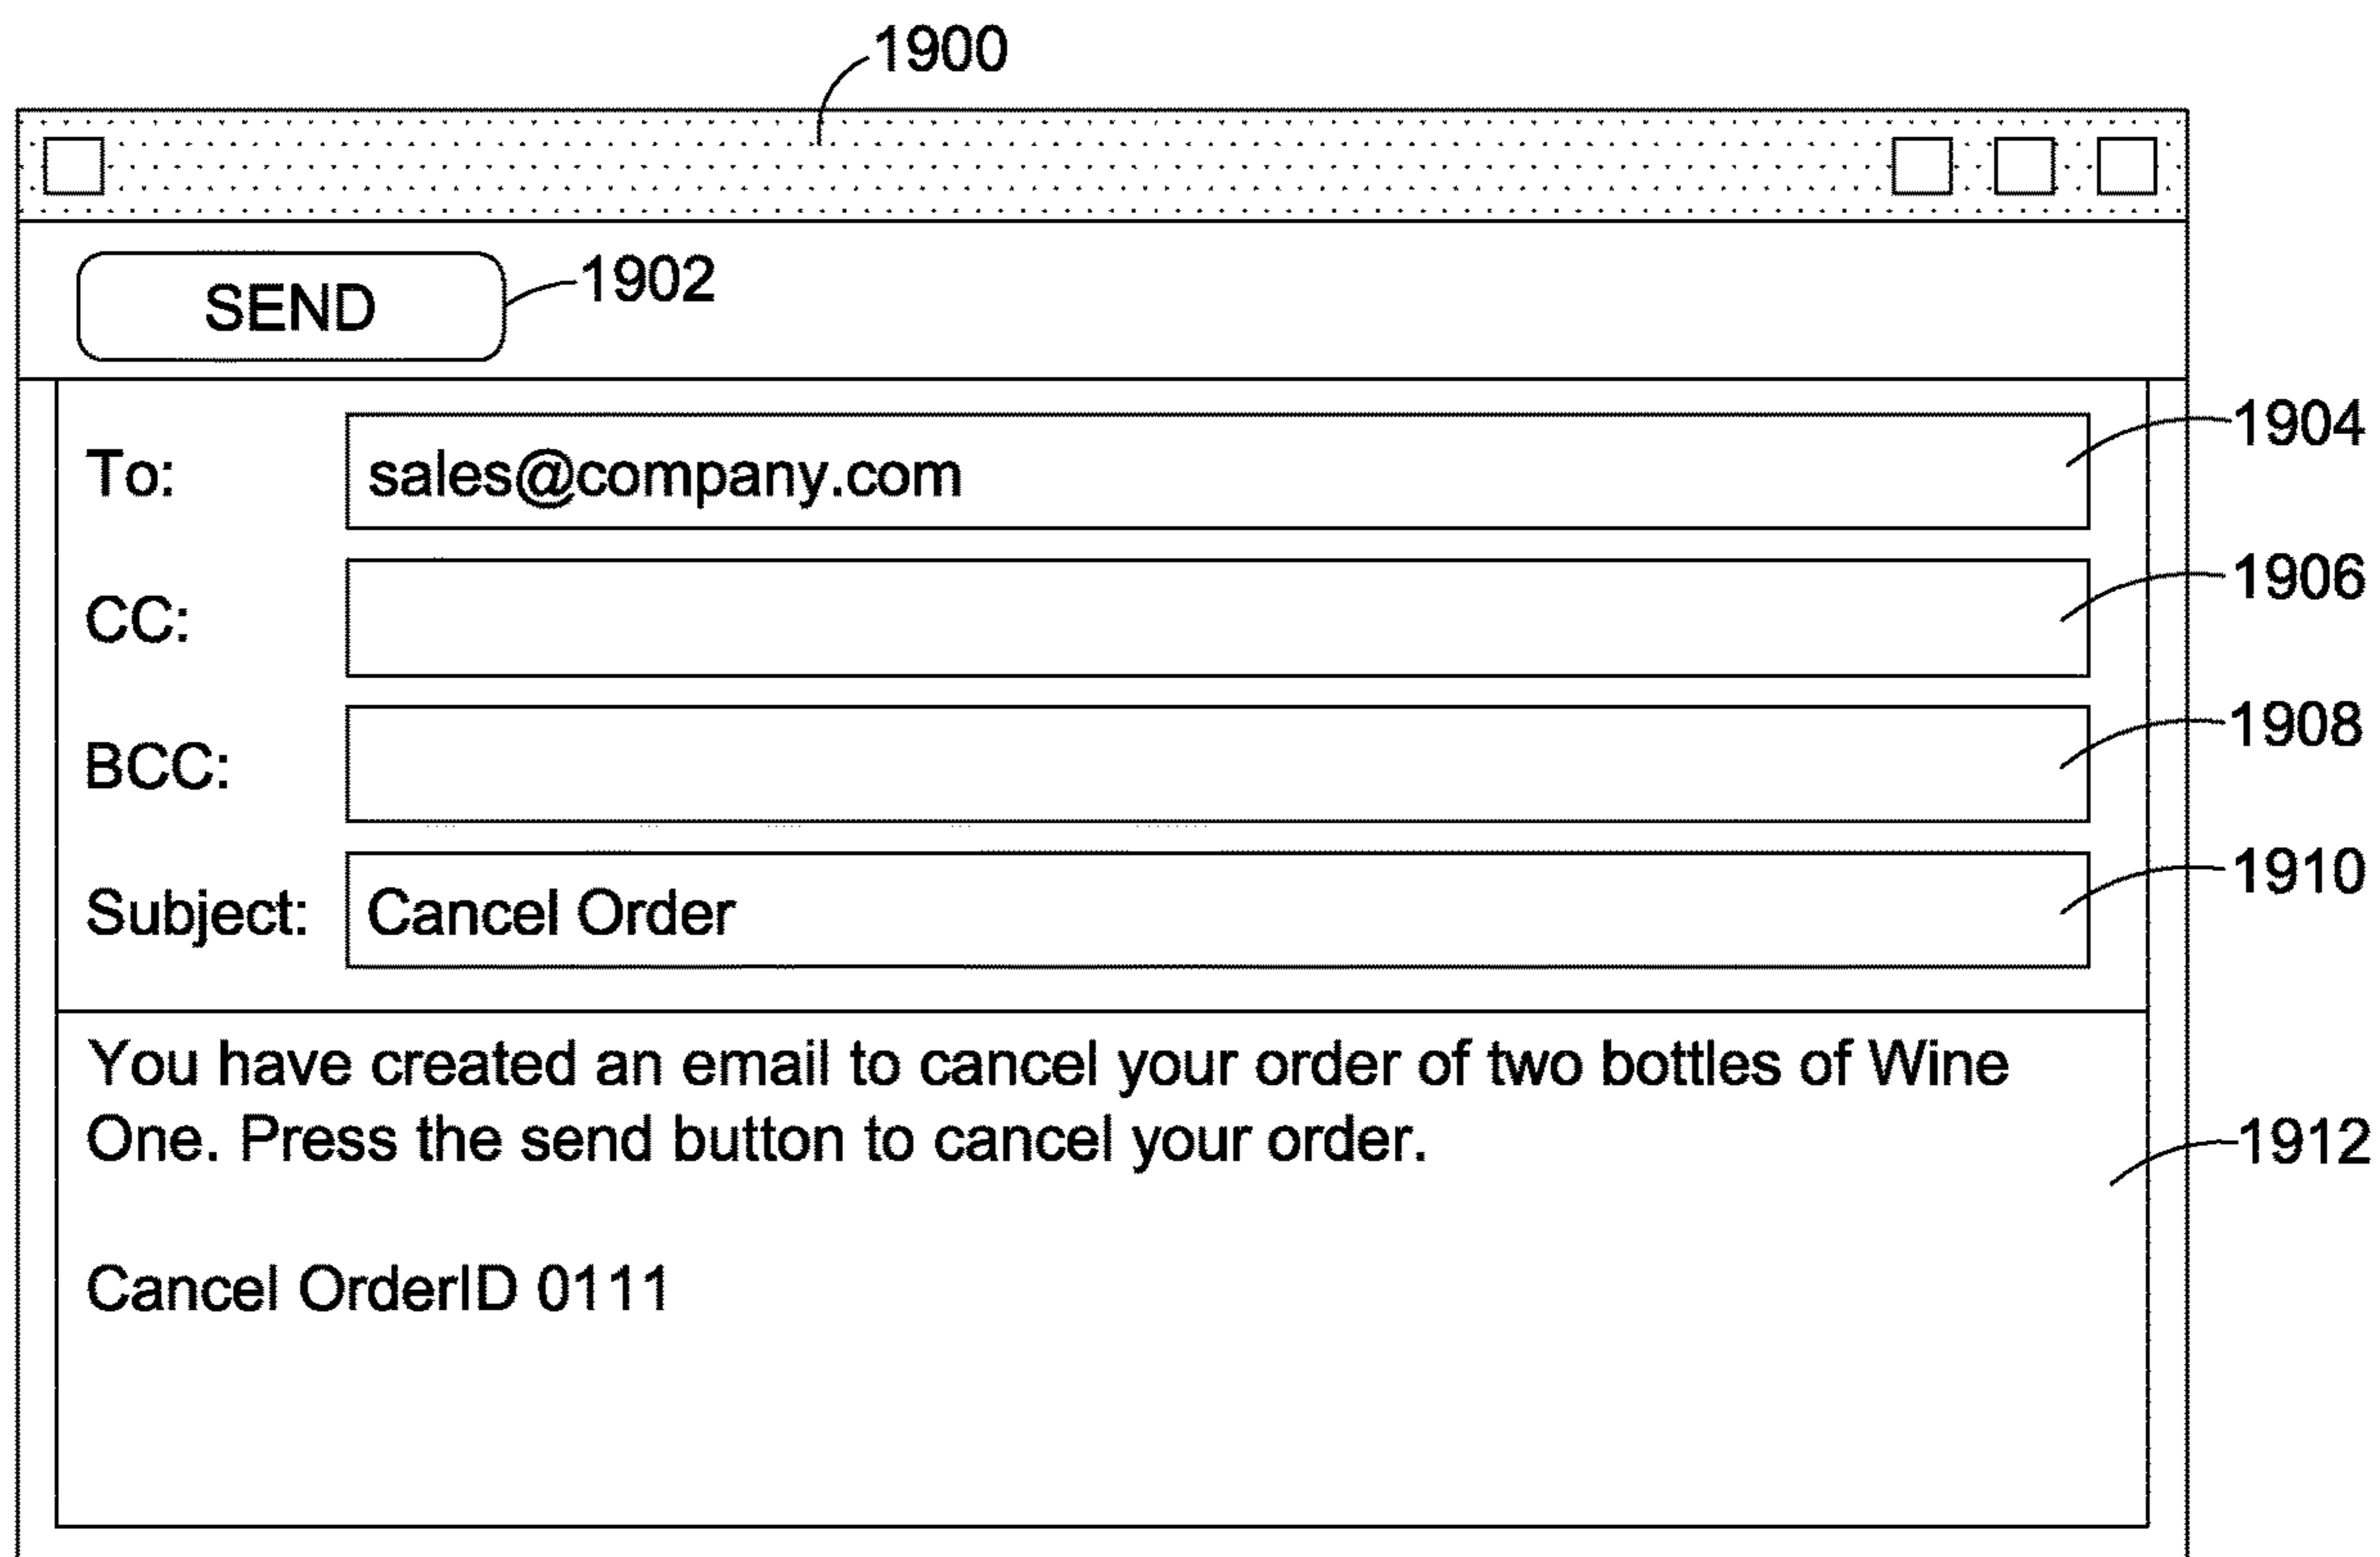 1900
SEND 1902
To: sales@company.com 1904
CC: 1906
BCC: 1908
Subject: Cancel Order 1910
You have created an email to cancel your order of two bottles of Wine
One. Press the send button to cancel your order.
1912
Cancel OrderID 0111